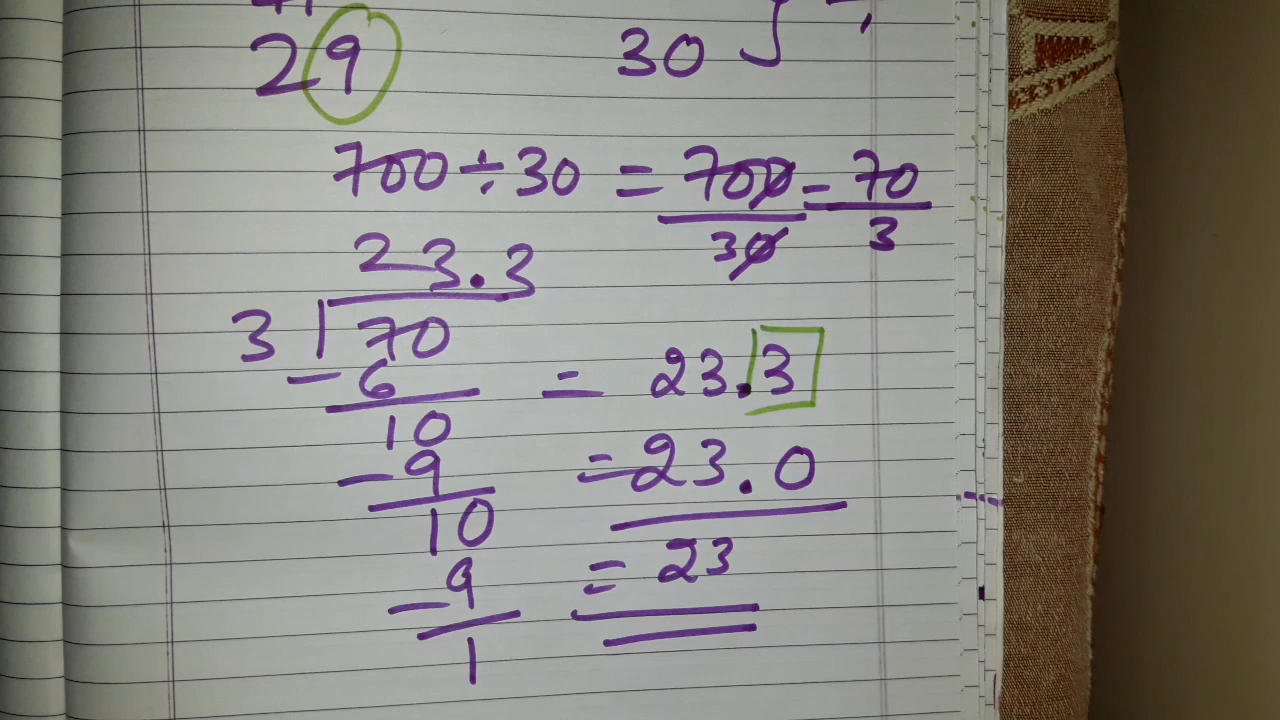 29 30
700 ÷ 30 = 700/30 = 70/3
23.3
3 | 70
- 6 = 23.3
10
- 9 = 23.0
10
- 9 = 23
1